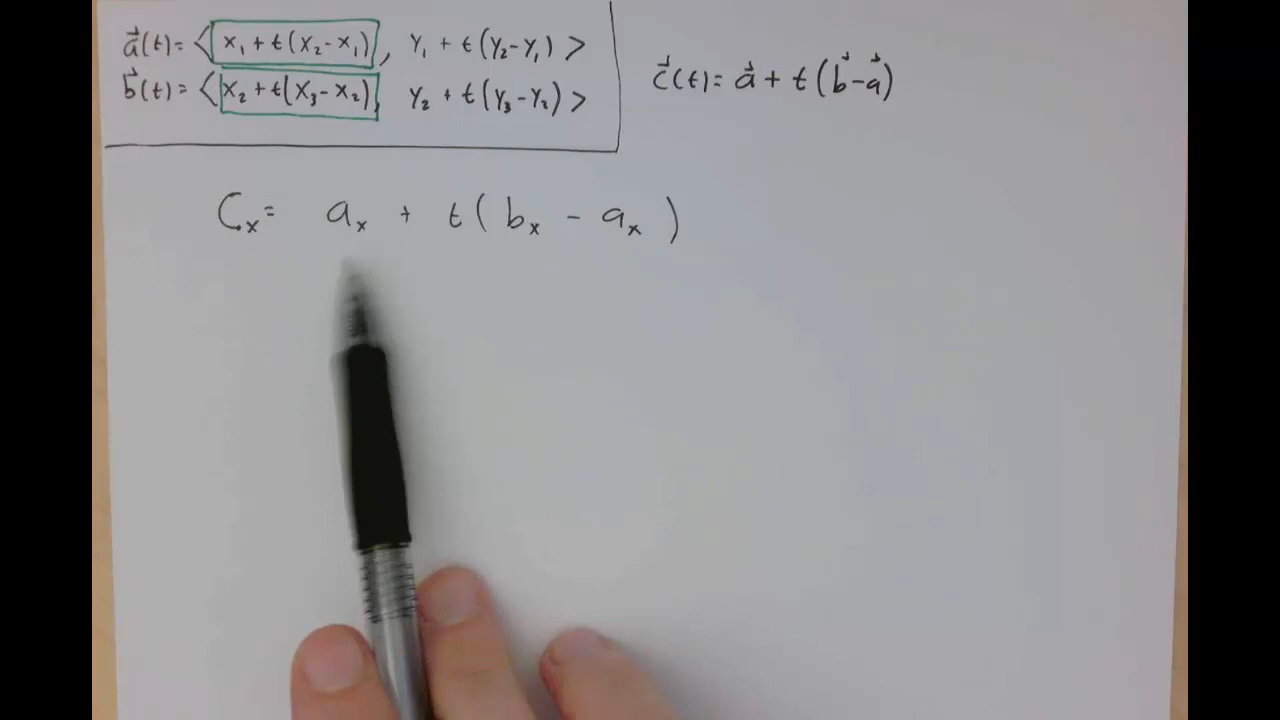 a⃗(t) = < x₁ + t(x₂ - x₁), y₁ + t(y₂ - y₁) >
b⃗(t) = < x₂ + t(x₃ - x₂), y₂ + t(y₃ - y₂) >
c⃗(t) = a⃗ + t(b⃗ - a⃗)
Cₓ = aₓ + t(bₓ - aₓ)